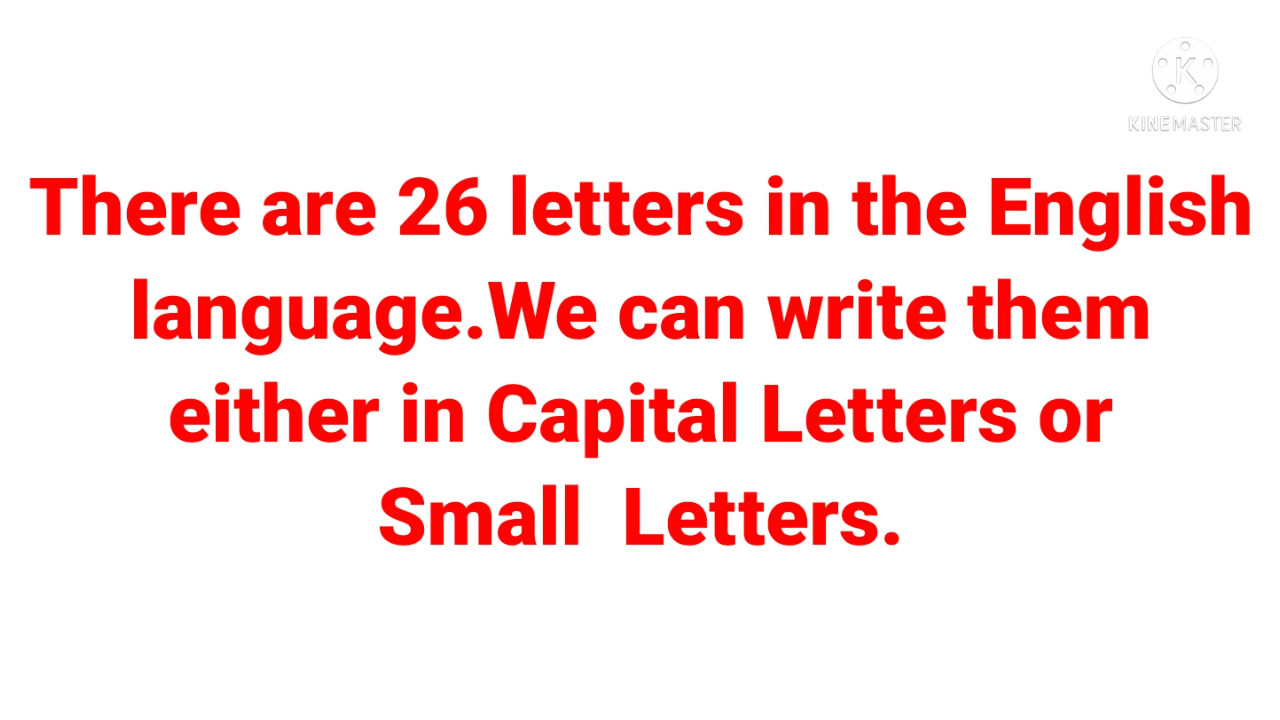 KINEMASTER
There are 26 letters in the English
language.We can write them
either in Capital Letters or
Small  Letters.